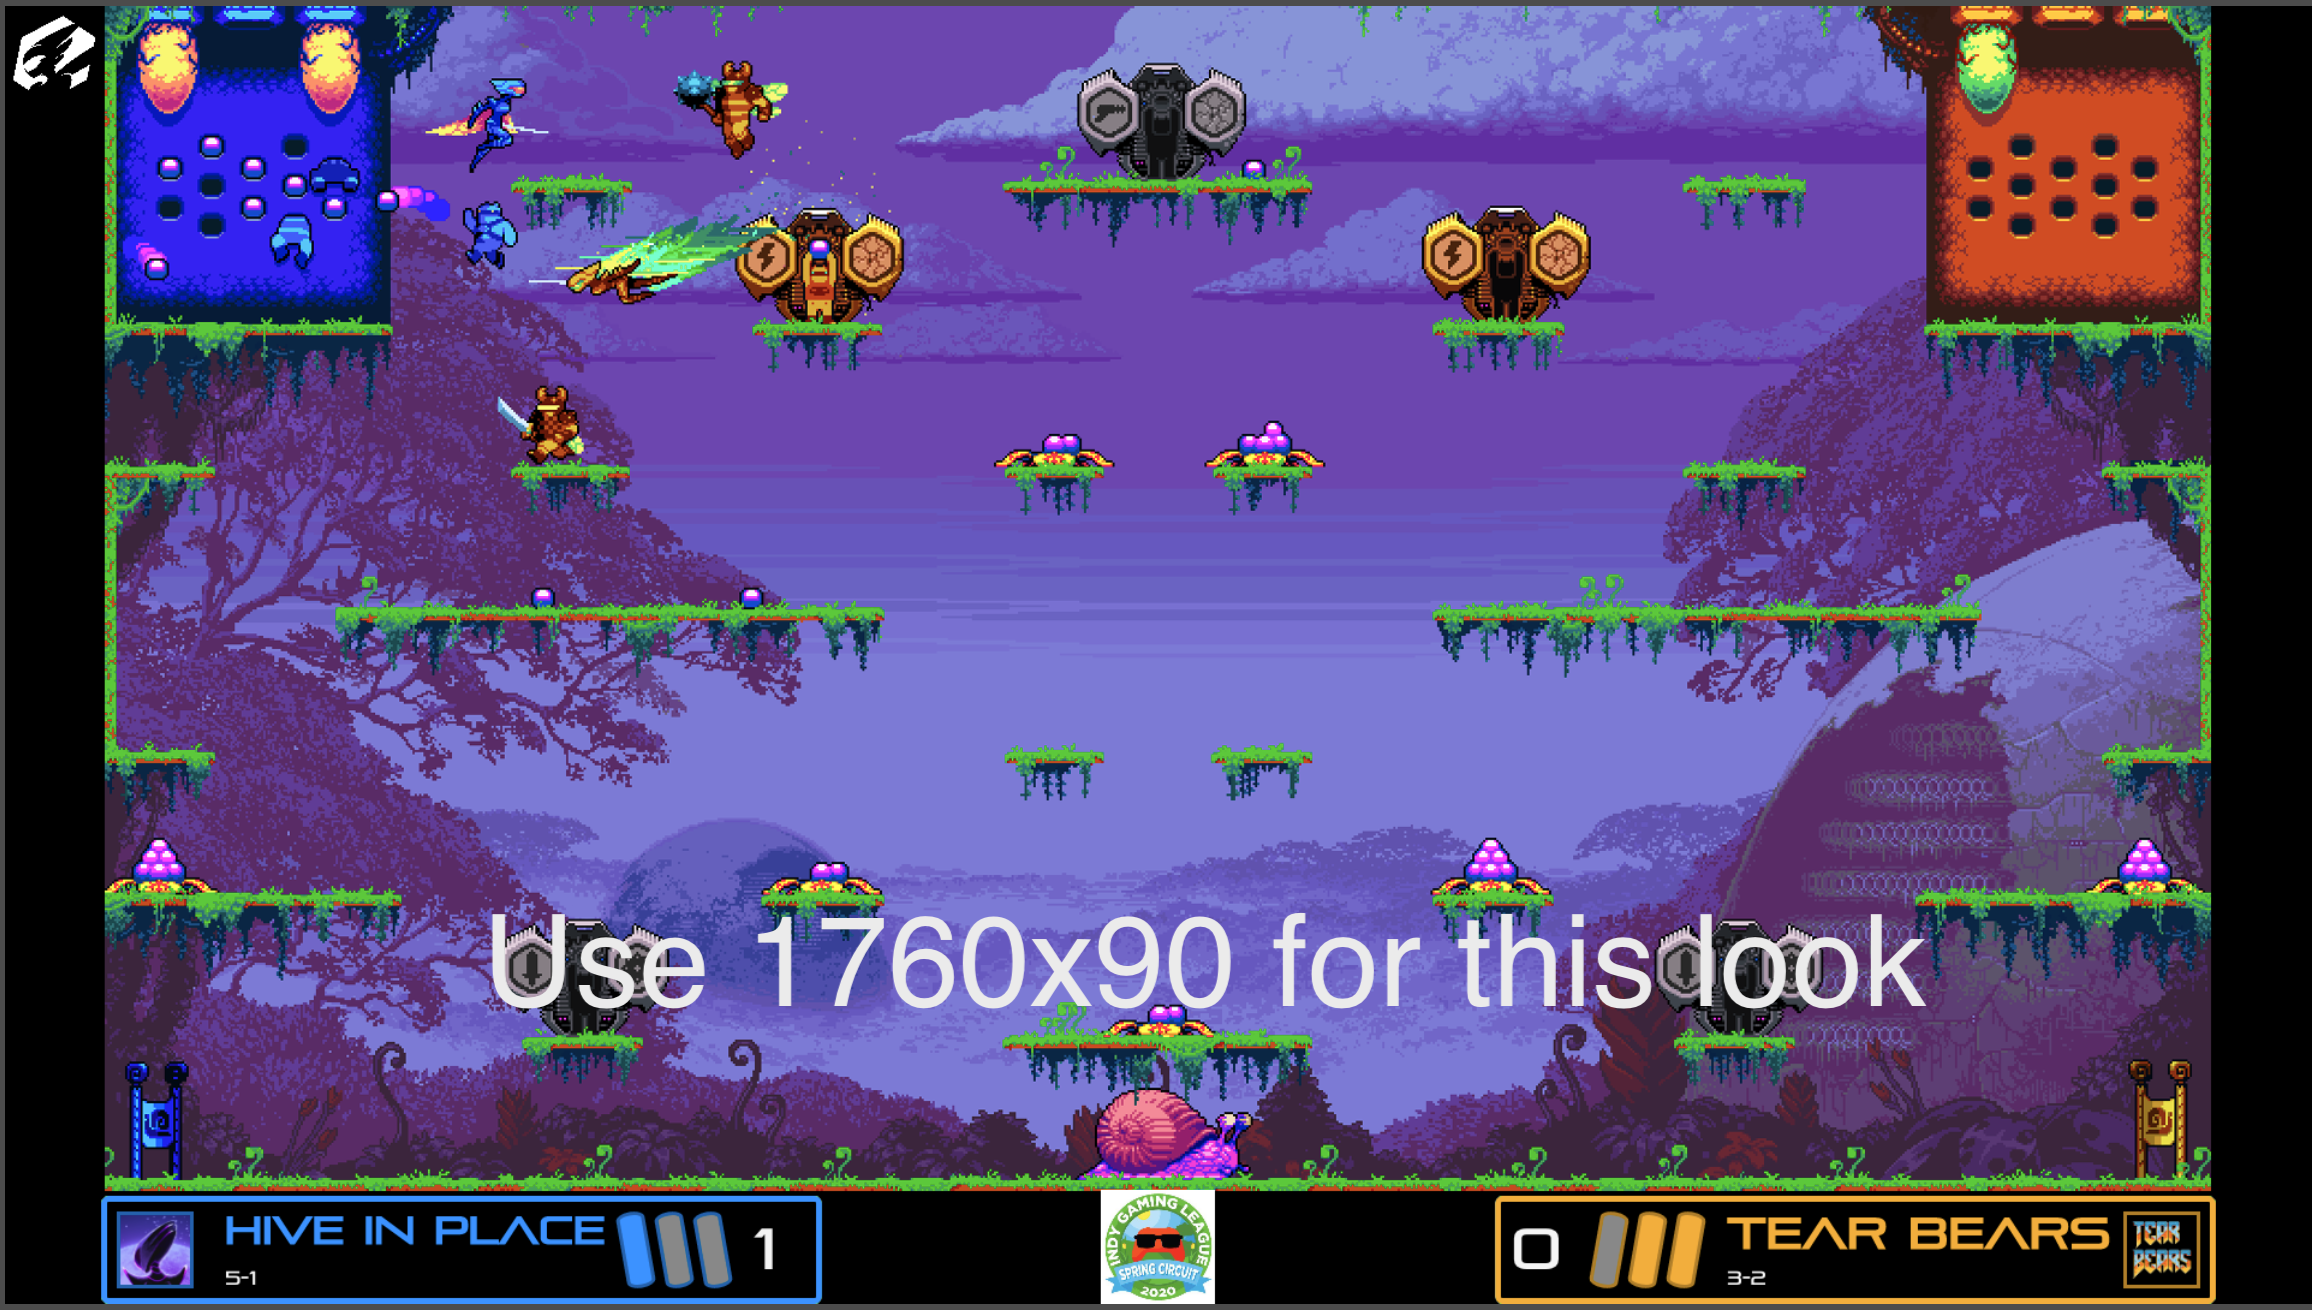 EZ
Use 1760x90 for this look
HIVE IN PLACE
5-1
1
INDY GAMING LEAGUE
SPRING CIRCUIT
2020
0
TEAR BEARS
3-2
TEAR
BEARS